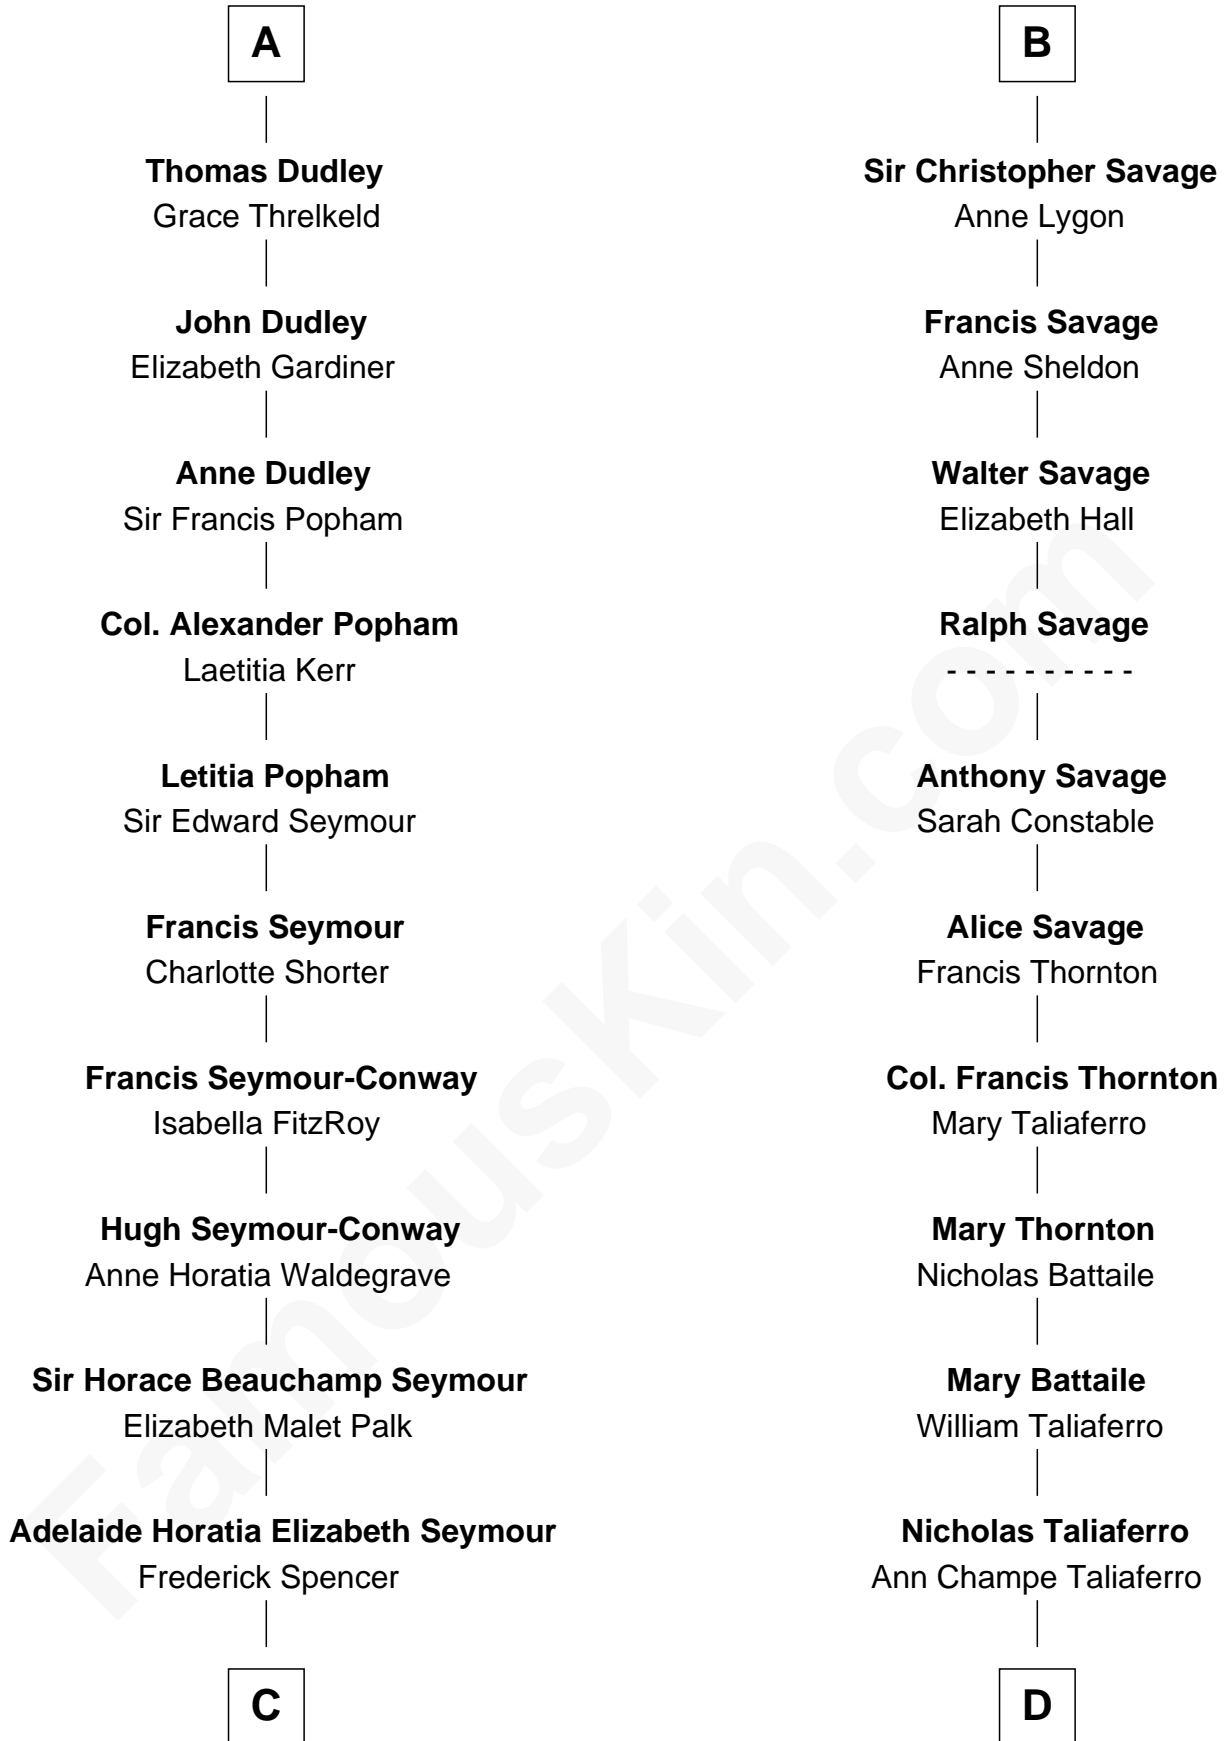 A
Thomas Dudley
Grace Threlkeld
John Dudley
Elizabeth Gardiner
Anne Dudley
Sir Francis Popham
Col. Alexander Popham
Laetitia Kerr
Letitia Popham
Sir Edward Seymour
Francis Seymour
Charlotte Shorter
Francis Seymour-Conway
Isabella FitzRoy
Hugh Seymour-Conway
Anne Horatia Waldegrave
Sir Horace Beauchamp Seymour
Elizabeth Malet Palk
Adelaide Horatia Elizabeth Seymour
Frederick Spencer
C
B
Sir Christopher Savage
Anne Lygon
Francis Savage
Anne Sheldon
Walter Savage
Elizabeth Hall
Ralph Savage
- - - - - - - - - -
Anthony Savage
Sarah Constable
Alice Savage
Francis Thornton
Col. Francis Thornton
Mary Taliaferro
Mary Thornton
Nicholas Battaile
Mary Battaile
William Taliaferro
Nicholas Taliaferro
Ann Champe Taliaferro
D
FamousKin.com